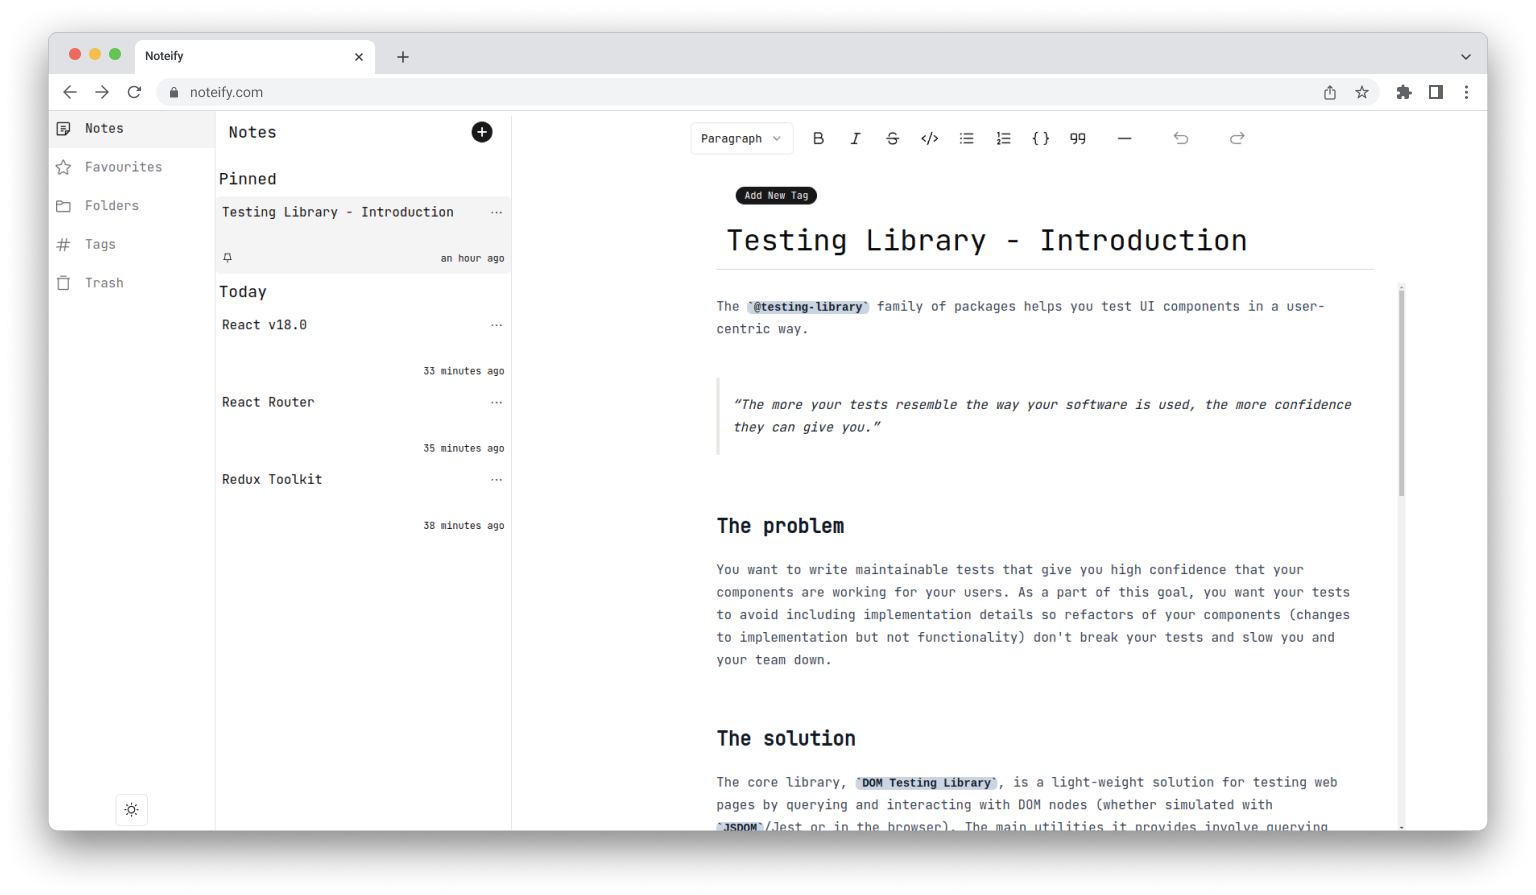 Noteify
noteify.com
Notes
Favourites
Folders
Tags
Trash
Notes
Pinned
Testing Library - Introduction
an hour ago
Today
React v18.0
33 minutes ago
React Router
35 minutes ago
Redux Toolkit
38 minutes ago
Paragraph
Add New Tag
Testing Library - Introduction
The `@testing-library` family of packages helps you test UI components in a user-
centric way.
“The more your tests resemble the way your software is used, the more confidence
they can give you.”
The problem
You want to write maintainable tests that give you high confidence that your
components are working for your users. As a part of this goal, you want your tests
to avoid including implementation details so refactors of your components (changes
to implementation but not functionality) don't break your tests and slow you and
your team down.
The solution
The core library, `DOM Testing Library`, is a light-weight solution for testing web
pages by querying and interacting with DOM nodes (whether simulated with
`JSDOM`/Jest or in the browser). The main utilities it provides involve querying